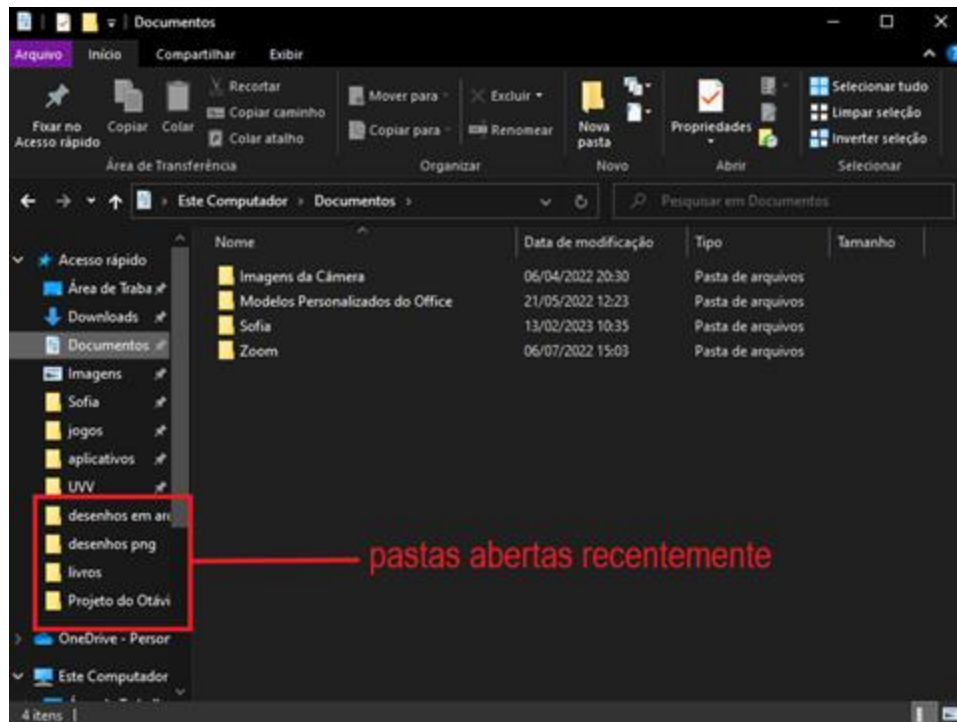 Documentos
Arquivo Início Compartilhar Exibir
Fixar no Acesso rápido
Copiar
Colar
Recortar
Copiar caminho
Colar atalho
Área de Transferência
Mover para
Copiar para
Excluir
Renomear
Organizar
Nova pasta
Novo
Propriedades
Abrir
Selecionar tudo
Limpar seleção
Inverter seleção
Selecionar
Este Computador › Documentos ›
Pesquisar em Documentos
Acesso rápido
Área de Traba
Downloads
Documentos
Imagens
Sofia
jogos
aplicativos
UVV
desenhos em arq
desenhos png
livros
Projeto do Otávi
OneDrive - Person
Este Computador
Nome Data de modificação Tipo Tamanho
Imagens da Câmera 06/04/2022 20:30 Pasta de arquivos
Modelos Personalizados do Office 21/05/2022 12:23 Pasta de arquivos
Sofia 13/02/2023 10:35 Pasta de arquivos
Zoom 06/07/2022 15:03 Pasta de arquivos
pastas abertas recentemente
4 itens